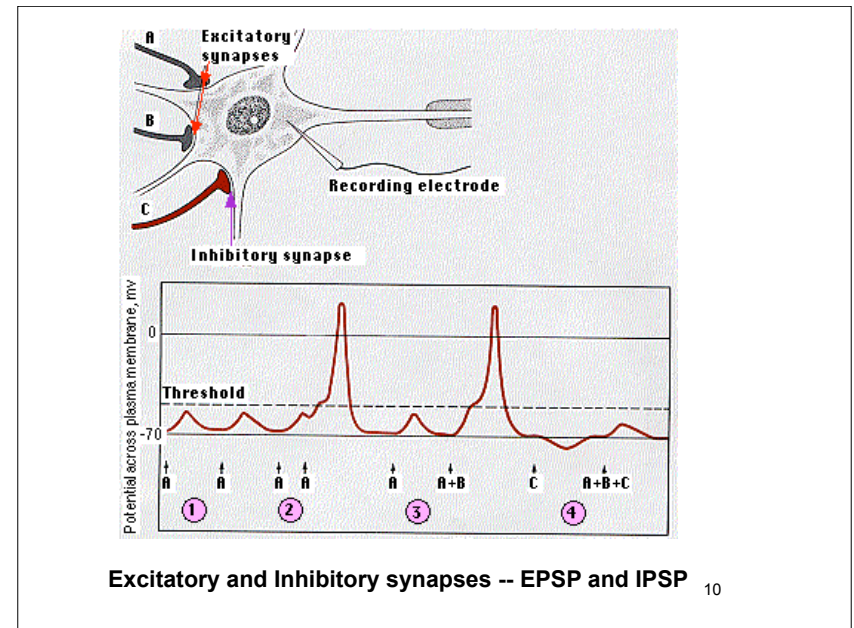 A
Excitatory
synapses
B
C
Recording electrode
Inhibitory synapse
Potential across plasma membrane, mv
0
Threshold
-70
A A A A A A+B C A+B+C
1 2 3 4
Excitatory and Inhibitory synapses -- EPSP and IPSP
10